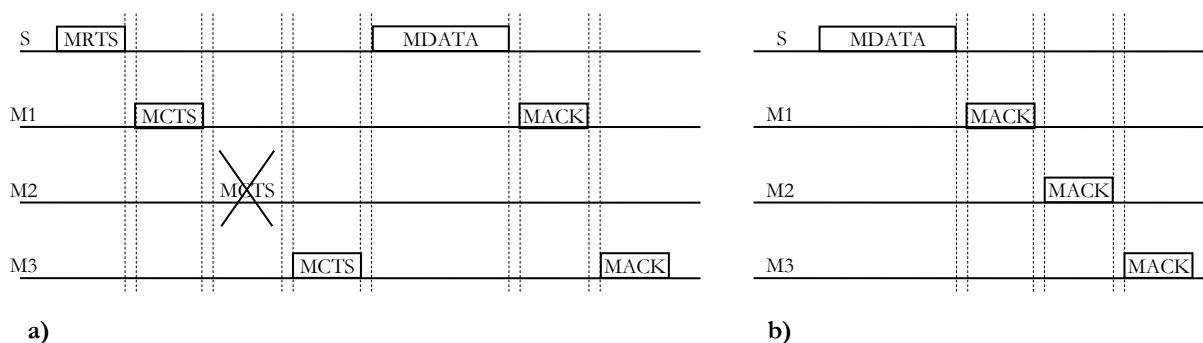 S MRTS MDATA
M1 MCTS MACK
M2 MCTS
M3 MCTS MACK
a)
S MDATA
M1 MACK
M2 MACK
M3 MACK
b)